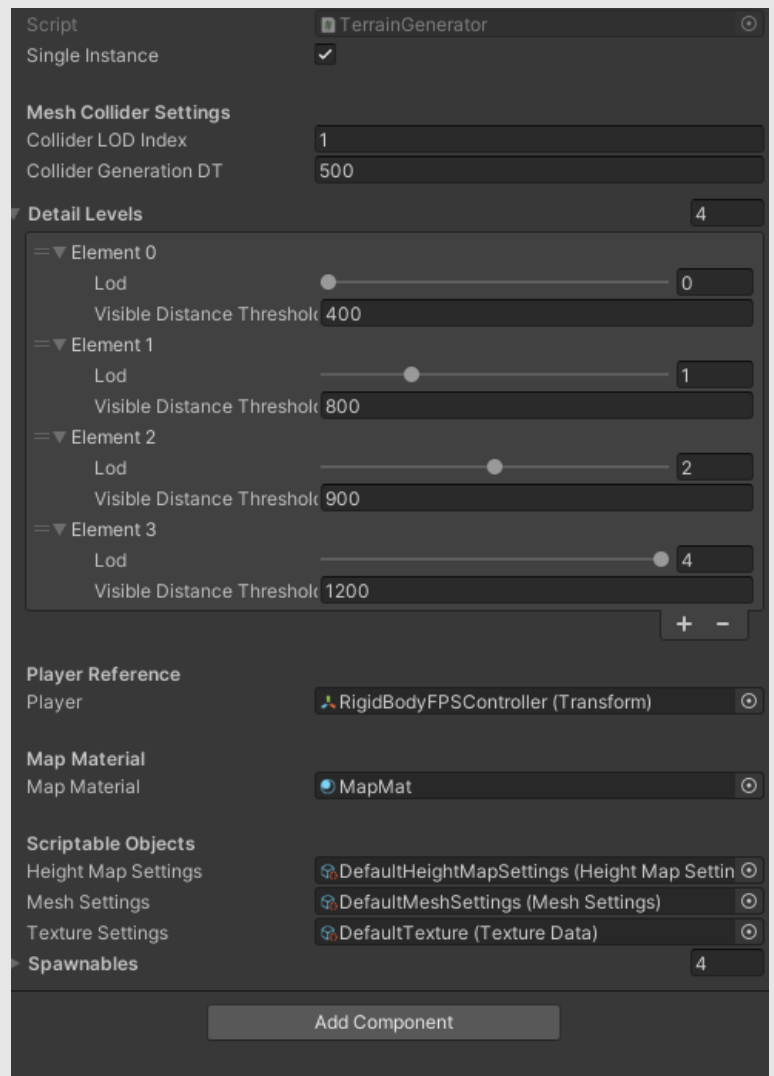 Script TerrainGenerator
Single Instance
Mesh Collider Settings
Collider LOD Index 1
Collider Generation DT 500
Detail Levels 4
Element 0
Lod 0
Visible Distance Threshol 400
Element 1
Lod 1
Visible Distance Threshol 800
Element 2
Lod 2
Visible Distance Threshol 900
Element 3
Lod 4
Visible Distance Threshol 1200
+ -
Player Reference
Player RigidBodyFPSController (Transform)
Map Material
Map Material MapMat
Scriptable Objects
Height Map Settings DefaultHeightMapSettings (Height Map Settin
Mesh Settings DefaultMeshSettings (Mesh Settings)
Texture Settings DefaultTexture (Texture Data)
Spawnables 4
Add Component